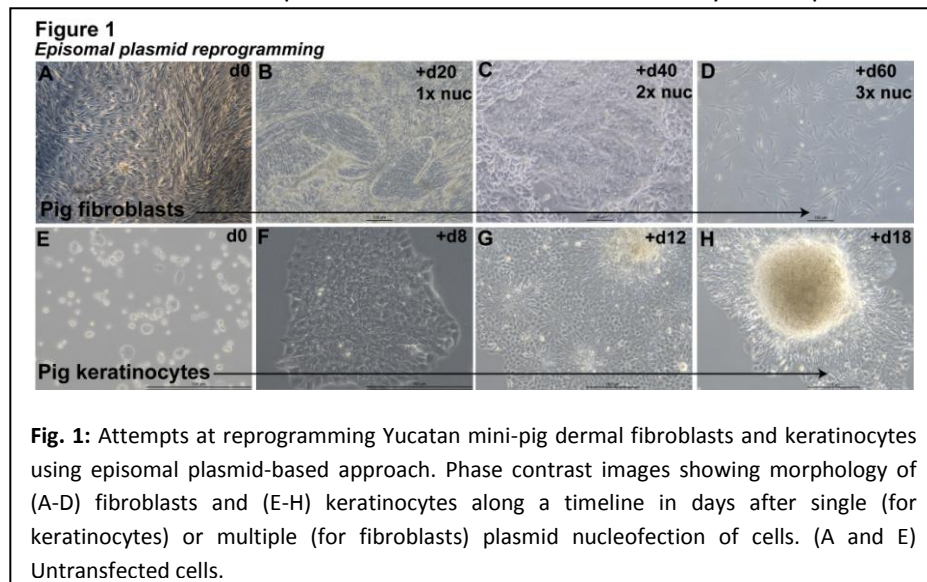 Figure 1
Episomal plasmid reprogramming
A d0 B +d20 C +d40 D +d60
1x nuc 2x nuc 3x nuc
Pig fibroblasts
E d0 F +d8 G +d12 H +d18
Pig keratinocytes
Fig. 1: Attempts at reprogramming Yucatan mini-pig dermal fibroblasts and keratinocytes
using episomal plasmid-based approach. Phase contrast images showing morphology of
(A-D) fibroblasts and (E-H) keratinocytes along a timeline in days after single (for
keratinocytes) or multiple (for fibroblasts) plasmid nucleofection of cells. (A and E)
Untransfected cells.